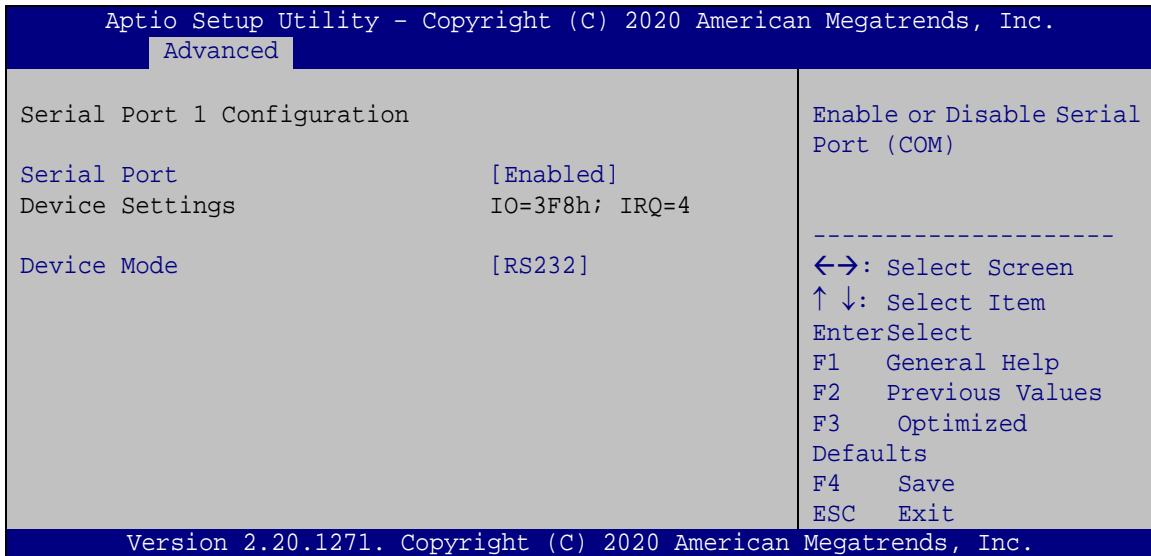 Aptio Setup Utility – Copyright (C) 2020 American Megatrends, Inc.
Advanced
Serial Port 1 Configuration
Serial Port [Enabled]
Device Settings IO=3F8h; IRQ=4
Device Mode [RS232]
Enable or Disable Serial
Port (COM)
---------------------
←→: Select Screen
↑ ↓: Select Item
EnterSelect
F1 General Help
F2 Previous Values
F3 Optimized
Defaults
F4 Save
ESC Exit
Version 2.20.1271. Copyright (C) 2020 American Megatrends, Inc.